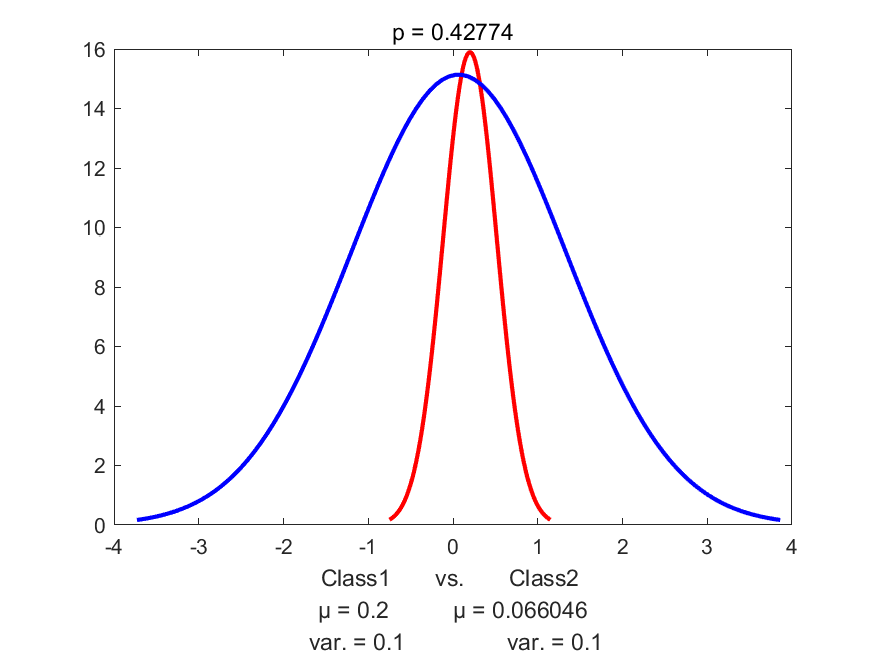 p = 0.42774
16
14
12
10
8
6
4
2
0
-4 -3 -2 -1 0 1 2 3 4
Class1 vs. Class2
μ = 0.2 μ = 0.066046
var. = 0.1 var. = 0.1